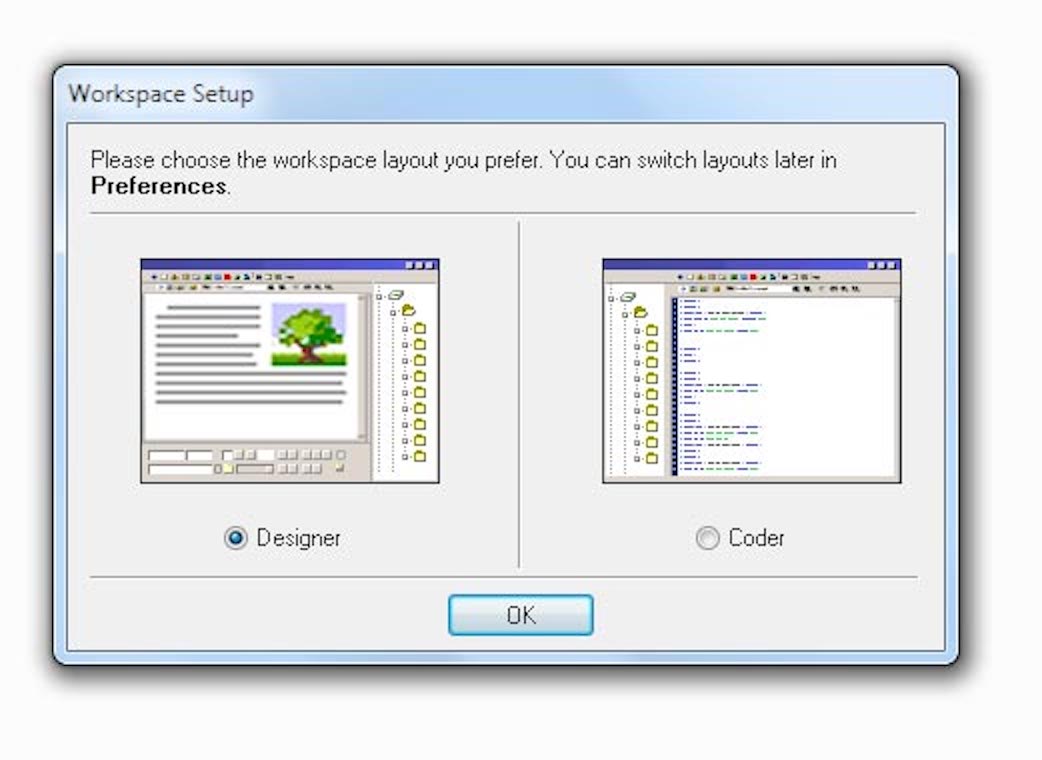 Workspace Setup
Please choose the workspace layout you prefer. You can switch layouts later in
Preferences.
Designer
Coder
OK